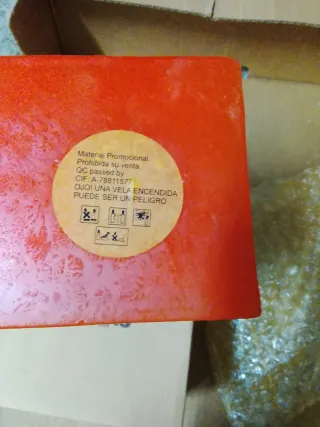 Material Promocional.
Prohibida su venta.
QC passed by
CIF: A-78811577
OJO! UNA VELA ENCENDIDA
PUEDE SER UN PELIGRO